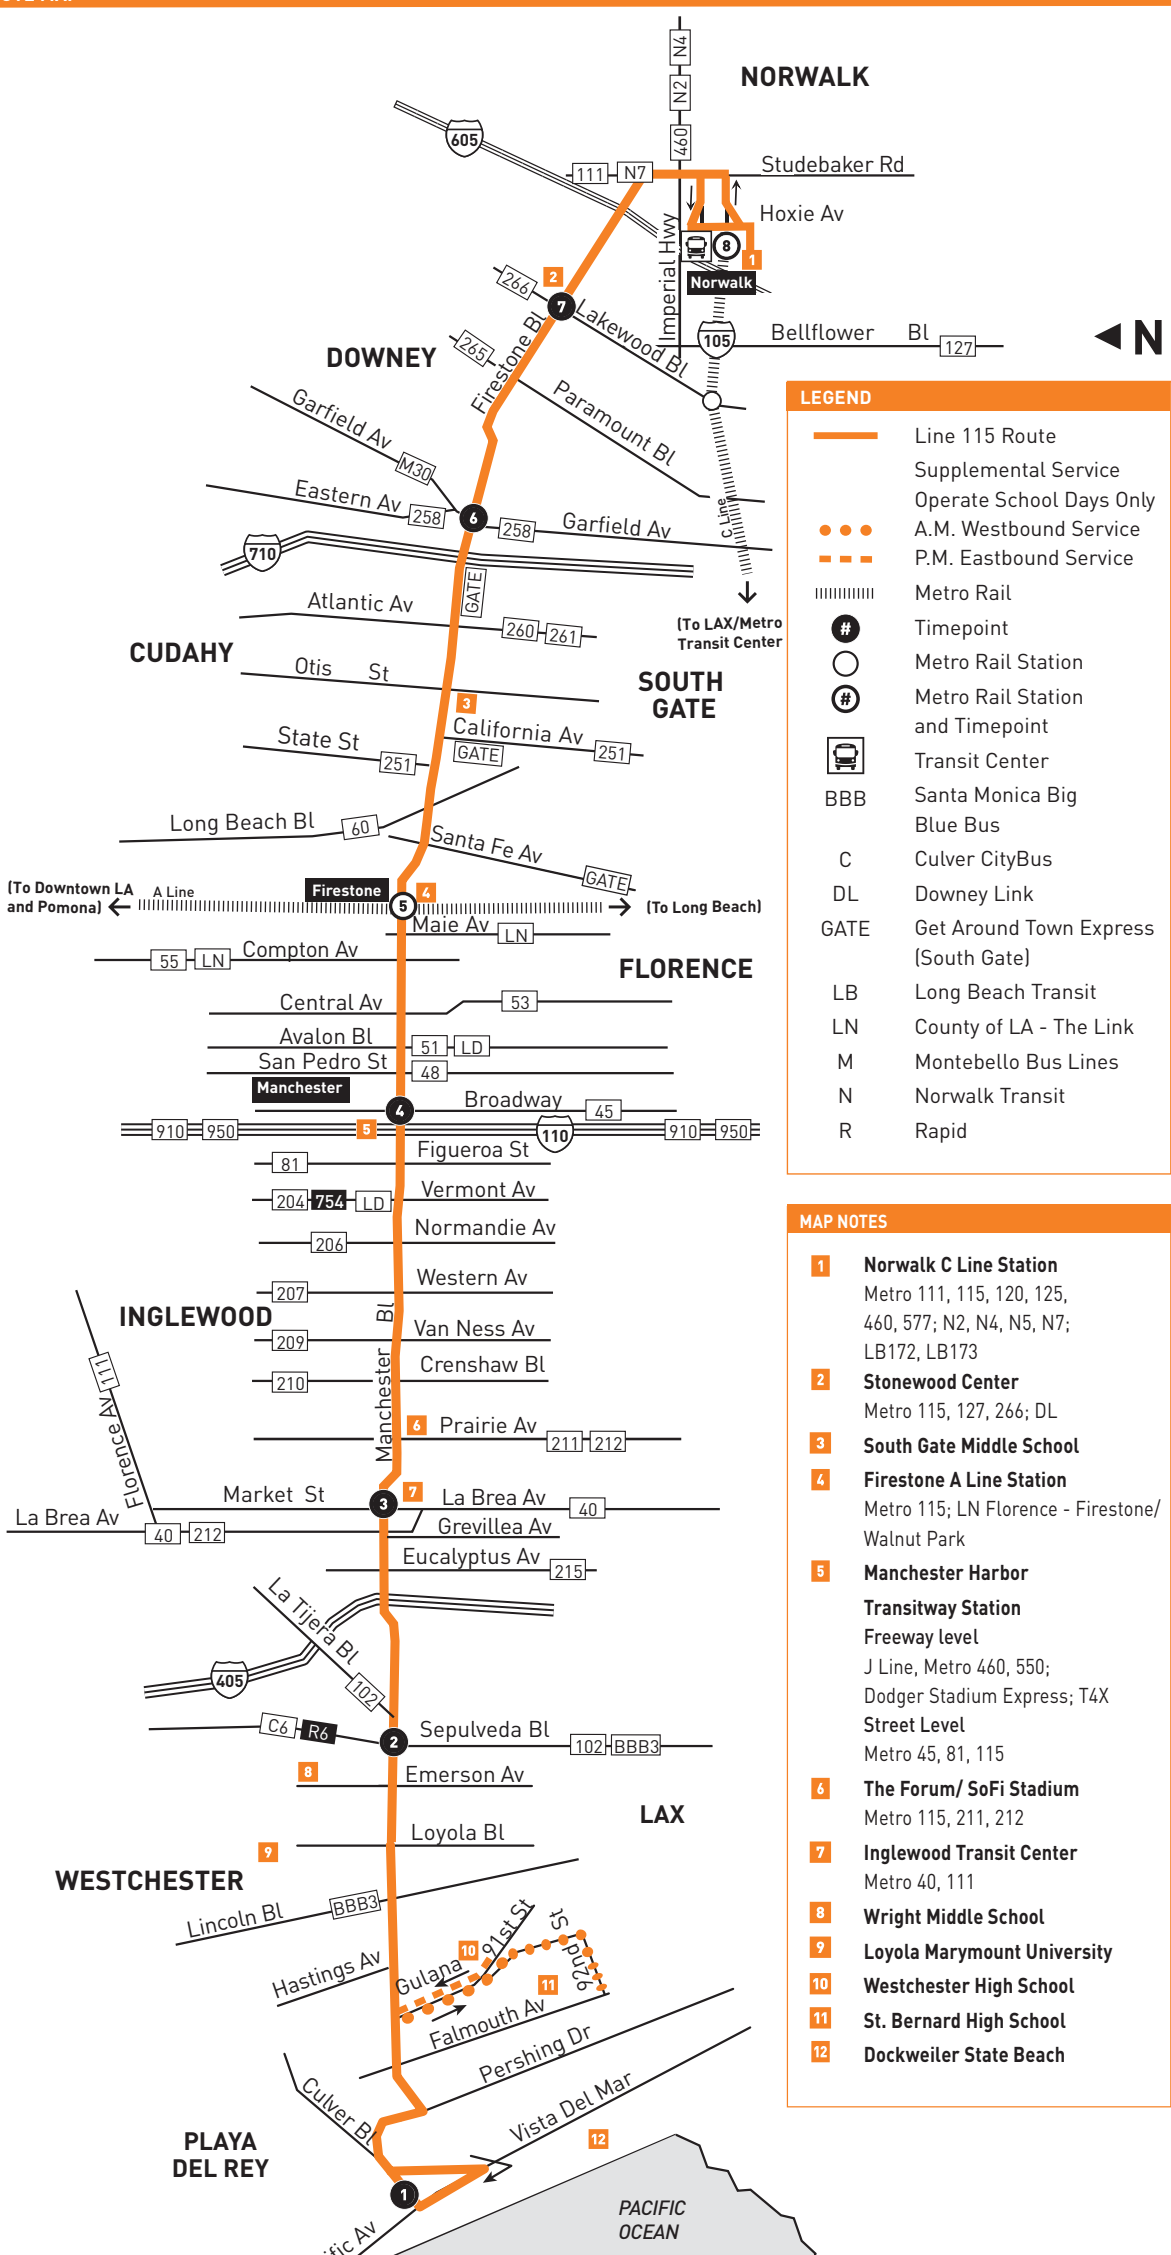 N4
N2
460
NORWALK
605
111
N7
Studebaker Rd
Hoxie Av
Imperial Hwy
8
1
Norwalk
2
266
7
Lakewood Bl
105
Bellflower Bl
127
N
DOWNEY
265
Firestone Bl
Paramount Bl
Garfield Av
M30
Eastern Av
258
6
258
Garfield Av
C Line
710
GATE
Atlantic Av
260
261
(To LAX/Metro
Transit Center
CUDAHY
Otis St
SOUTH
GATE
3
State St
251
California Av
GATE
251
Long Beach Bl
60
Santa Fe Av
GATE
(To Downtown LA
and Pomona)
A Line
Firestone
4
5
(To Long Beach)
Maie Av
LN
55
LN
Compton Av
FLORENCE
Central Av
53
Avalon Bl
51
LD
San Pedro St
48
Manchester
4
Broadway
45
910
950
5
110
910
950
Figueroa St
81
204
754
LD
Vermont Av
206
Normandie Av
207
Western Av
INGLEWOOD
Manchester Bl
209
Van Ness Av
210
Crenshaw Bl
111
Florence Av
6
Prairie Av
211
212
Market St
3
7
La Brea Av
40
La Brea Av
40
212
Grevillea Av
Eucalyptus Av
215
La Tijera Bl
102
405
C6
R6
2
Sepulveda Bl
102
BBB3
8
Emerson Av
LAX
Loyola Bl
9
WESTCHESTER
Lincoln Bl
BBB3
Hastings Av
Gulana
10
91st St
92nd St
11
Falmouth Av
Pershing Dr
Culver Bl
Vista Del Mar
12
PLAYA
DEL REY
1
PACIFIC
OCEAN
LEGEND
Line 115 Route
Supplemental Service
Operate School Days Only
A.M. Westbound Service
P.M. Eastbound Service
Metro Rail
# Timepoint
Metro Rail Station
# Metro Rail Station
and Timepoint
Transit Center
BBB Santa Monica Big
Blue Bus
C Culver CityBus
DL Downey Link
GATE Get Around Town Express
(South Gate)
LB Long Beach Transit
LN County of LA - The Link
M Montebello Bus Lines
N Norwalk Transit
R Rapid
MAP NOTES
1 Norwalk C Line Station
Metro 111, 115, 120, 125,
460, 577; N2, N4, N5, N7;
LB172, LB173
2 Stonewood Center
Metro 115, 127, 266; DL
3 South Gate Middle School
4 Firestone A Line Station
Metro 115; LN Florence - Firestone/
Walnut Park
5 Manchester Harbor
Transitway Station
Freeway level
J Line, Metro 460, 550;
Dodger Stadium Express; T4X
Street Level
Metro 45, 81, 115
6 The Forum/ SoFi Stadium
Metro 115, 211, 212
7 Inglewood Transit Center
Metro 40, 111
8 Wright Middle School
9 Loyola Marymount University
10 Westchester High School
11 St. Bernard High School
12 Dockweiler State Beach